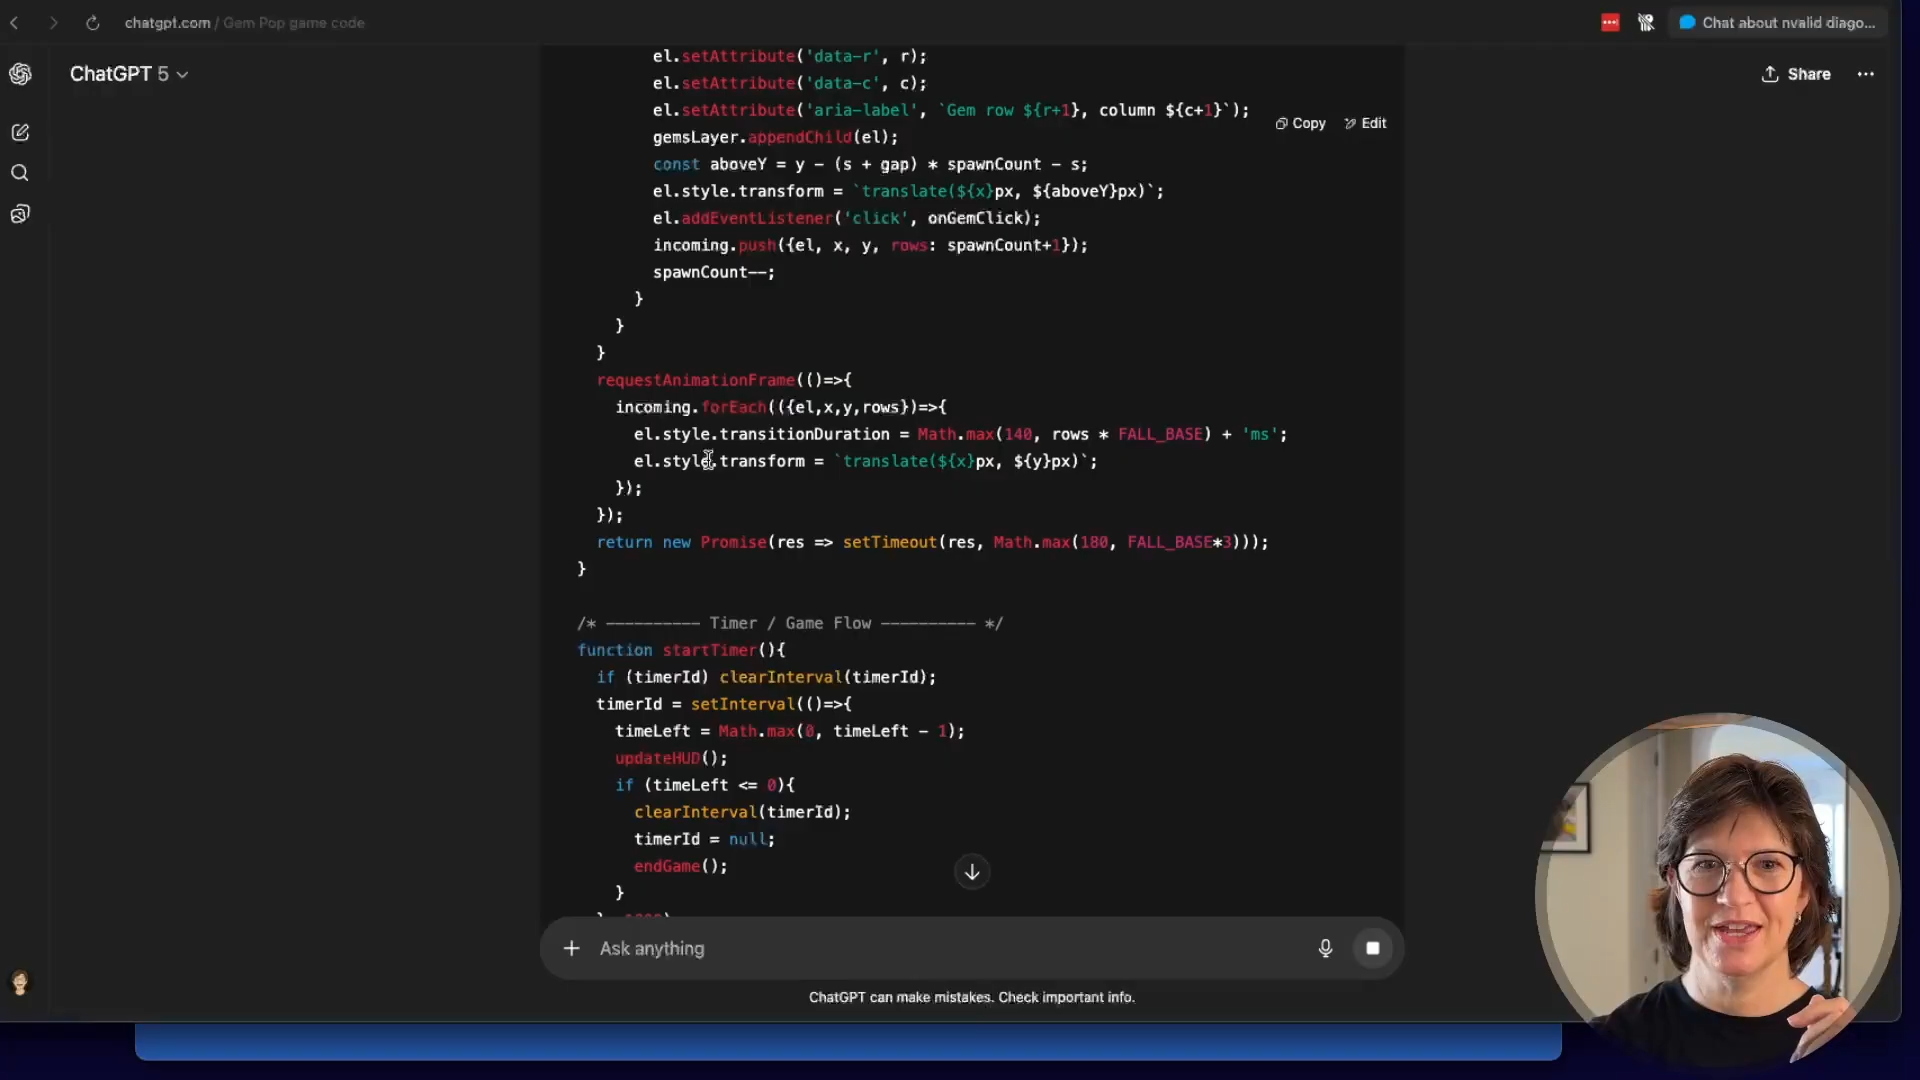 chatgpt.com / Gem Pop game code
Chat about nvalid diago...
ChatGPT 5
Share
Copy
Edit
el.setAttribute('data-r', r);
el.setAttribute('data-c', c);
el.setAttribute('aria-label', `Gem row ${r+1}, column ${c+1}`);
gemsLayer.appendChild(el);
const aboveY = y - (s + gap) * spawnCount - s;
el.style.transform = `translate(${x}px, ${aboveY}px)`;
el.addEventListener('click', onGemClick);
incoming.push({el, x, y, rows: spawnCount+1});
spawnCount--;
}
}
}
requestAnimationFrame(()=>{
incoming.forEach(({el,x,y,rows})=>{
el.style.transitionDuration = Math.max(140, rows * FALL_BASE) + 'ms';
el.style.transform = `translate(${x}px, ${y}px)`;
});
});
return new Promise(res => setTimeout(res, Math.max(180, FALL_BASE*3)));
}
/* ---------- Timer / Game Flow ---------- */
function startTimer(){
if (timerId) clearInterval(timerId);
timerId = setInterval(()=>{
timeLeft = Math.max(0, timeLeft - 1);
updateHUD();
if (timeLeft <= 0){
clearInterval(timerId);
timerId = null;
endGame();
}
Ask anything
ChatGPT can make mistakes. Check important info.